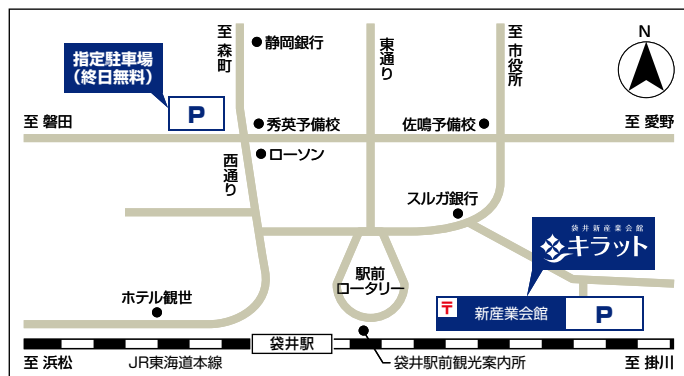 至 森町
静岡銀行
東通り
至 市役所
N
指定駐車場
(終日無料)
P
至 磐田
秀英予備校
佐鳴予備校
至 愛野
ローソン
西通り
スルガ銀行
袋井新産業会館
キラット
駅前
ロータリー
ホテル観世
〒
新産業会館
P
袋井駅
至 浜松
JR東海道本線
袋井駅前観光案内所
至 掛川